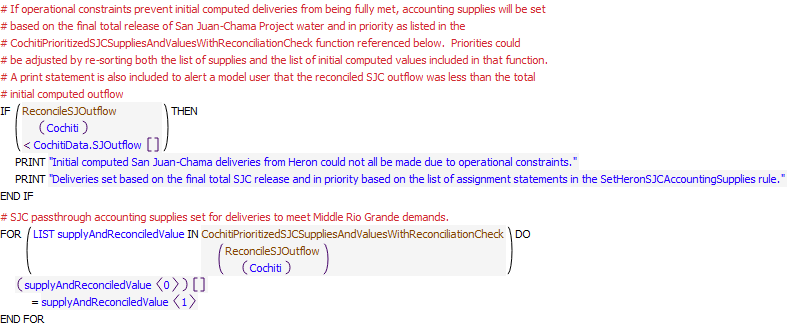 # If operational constraints prevent initial computed deliveries from being fully met, accounting supplies will be set
# based on the final total release of San Juan-Chama Project water and in priority as listed in the
# CochitiPrioritizedSJCSuppliesAndValuesWithReconciliationCheck function referenced below.  Priorities could
# be adjusted by re-sorting both the list of supplies and the list of initial computed values included in that function.
# A print statement is also included to alert a model user that the reconciled SJC outflow was less than the total
# initial computed outflow
IF ( ReconcileSJOutflow ) THEN
( Cochiti )
< CochitiData.SJOutflow []
PRINT "Initial computed San Juan-Chama deliveries from Heron could not all be made due to operational constraints."
PRINT "Deliveries set based on the final total SJC release and in priority based on the list of assignment statements in the SetHeronSJCAccountingSupplies rule."
END IF
# SJC passthrough accounting supplies set for deliveries to meet Middle Rio Grande demands.
FOR ( LIST supplyAndReconciledValue IN CochitiPrioritizedSJCSuppliesAndValuesWithReconciliationCheck ) DO
( ReconcileSJOutflow )
( Cochiti )
( supplyAndReconciledValue 〈0〉 ) []
= supplyAndReconciledValue 〈1〉
END FOR